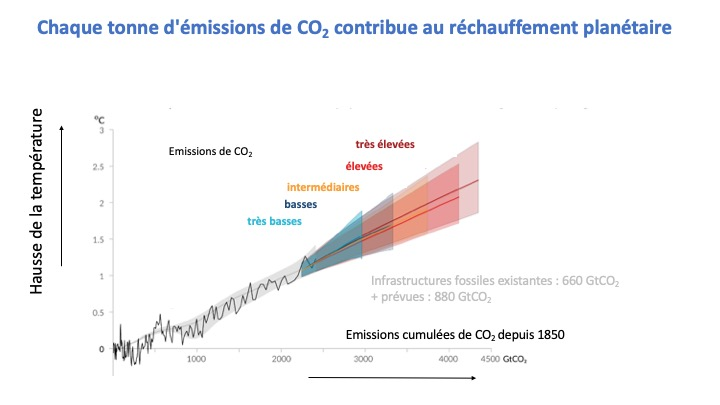 Chaque tonne d'émissions de CO₂ contribue au réchauffement planétaire
Hausse de la température
°C
3
2.5
2
1.5
1
0.5
0
Emissions de CO₂
très élevées
élevées
intermédiaires
basses
très basses
Infrastructures fossiles existantes : 660 GtCO₂
+ prévues : 880 GtCO₂
Emissions cumulées de CO₂ depuis 1850
1000 2000 3000 4000 4500 GtCO₂